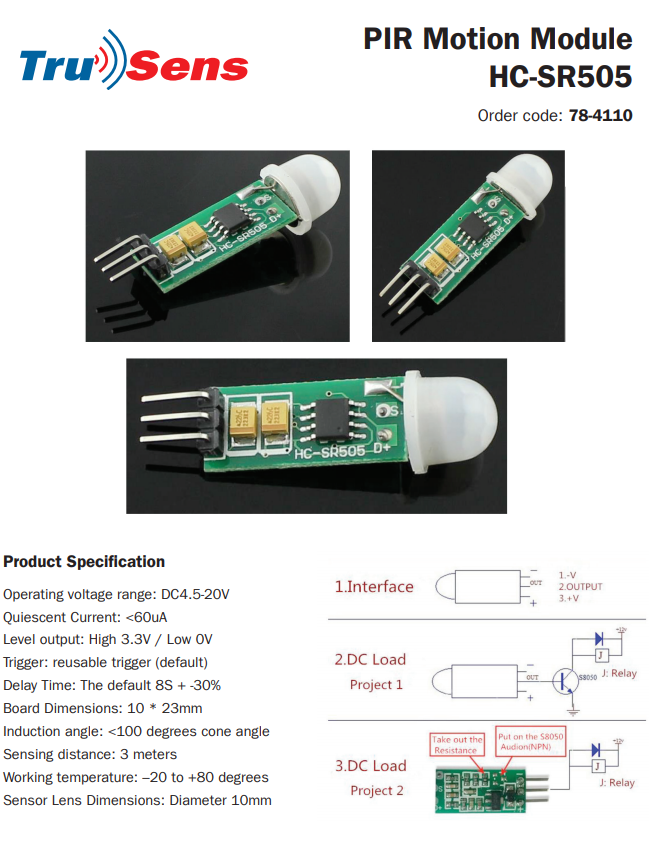 Tru Sens
PIR Motion Module
HC-SR505
Order code: 78-4110
S
D+
HC-SR505
S
D+
HC-SR505
S
HC-SR505 D+
Product Specification
Operating voltage range: DC4.5-20V
Quiescent Current: <60uA
Level output: High 3.3V / Low 0V
Trigger: reusable trigger (default)
Delay Time: The default 8S + -30%
Board Dimensions: 10 * 23mm
Induction angle: <100 degrees cone angle
Sensing distance: 3 meters
Working temperature: –20 to +80 degrees
Sensor Lens Dimensions: Diameter 10mm
1.Interface
−
OUT
+
1.-V
2.OUTPUT
3.+V
2.DC Load
Project 1
−
OUT
+
S8050
+12v
J
J: Relay
3.DC Load
Project 2
Take out the
Resistance
Put on the S8050
Audion(NPN)
+12v
J
J: Relay